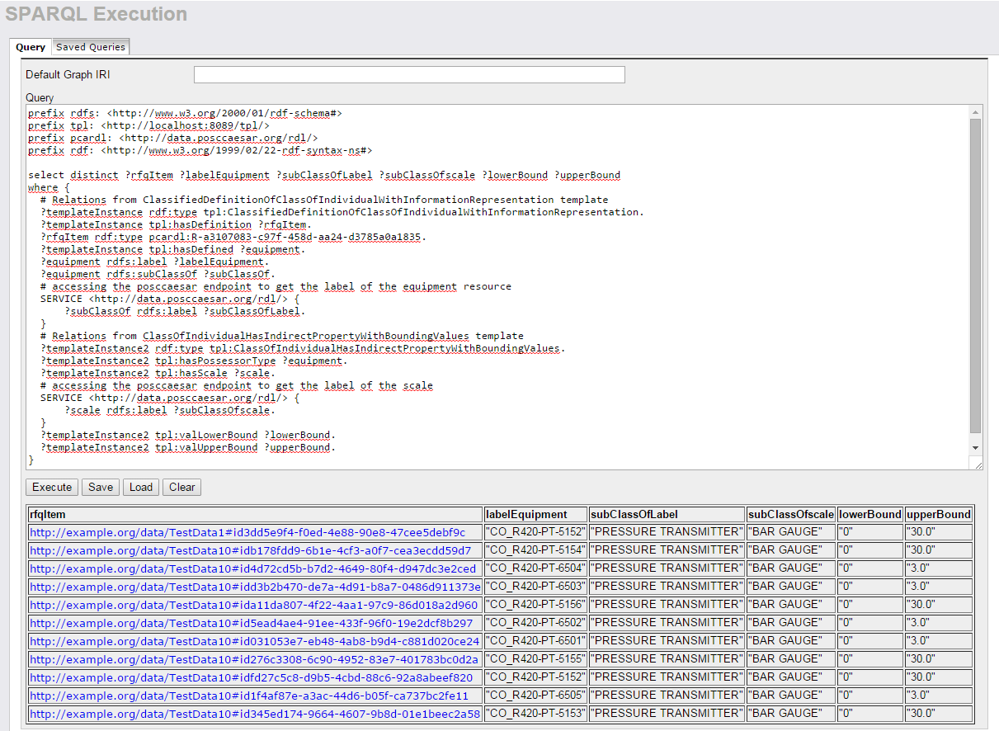 SPARQL Execution
Query Saved Queries
Default Graph IRI
Query
prefix rdfs: <http://www.w3.org/2000/01/rdf-schema#>
prefix tpl: <http://localhost:8089/tpl/>
prefix pcardl: <http://data.posccaesar.org/rdl/>
prefix rdf: <http://www.w3.org/1999/02/22-rdf-syntax-ns#>
select distinct ?rfqItem ?labelEquipment ?subClassOfLabel ?subClassOfscale ?lowerBound ?upperBound
where {
# Relations from ClassifiedDefinitionOfClassOfIndividualWithInformationRepresentation template
?templateInstance rdf:type tpl:ClassifiedDefinitionOfClassOfIndividualWithInformationRepresentation.
?templateInstance tpl:hasDefinition ?rfqItem.
?rfqItem rdf:type pcardl:R-a3107083-c97f-458d-aa24-d3785a0a1835.
?templateInstance tpl:hasDefined ?equipment.
?equipment rdfs:label ?labelEquipment.
?equipment rdfs:subClassOf ?subClassOf.
# accessing the posccaesar endpoint to get the label of the equipment resource
SERVICE <http://data.posccaesar.org/rdl/> {
?subClassOf rdfs:label ?subClassOfLabel.
}
# Relations from ClassOfIndividualHasIndirectPropertyWithBoundingValues template
?templateInstance2 rdf:type tpl:ClassOfIndividualHasIndirectPropertyWithBoundingValues.
?templateInstance2 tpl:hasPossessorType ?equipment.
?templateInstance2 tpl:hasScale ?scale.
# accessing the posccaesar endpoint to get the label of the scale
SERVICE <http://data.posccaesar.org/rdl/> {
?scale rdfs:label ?subClassOfscale.
}
?templateInstance2 tpl:valLowerBound ?lowerBound.
?templateInstance2 tpl:valUpperBound ?upperBound.
}
Execute Save Load Clear
rfqItem labelEquipment subClassOfLabel subClassOfscale lowerBound upperBound
http://example.org/data/TestData1#id3dd5e9f4-f0ed-4e88-90e8-47cee5debf9c "CO_R420-PT-5152" "PRESSURE TRANSMITTER" "BAR GAUGE" "0" "30.0"
http://example.org/data/TestData10#idb178fdd9-6b1e-4cf3-a0f7-cea3ecdd59d7 "CO_R420-PT-5154" "PRESSURE TRANSMITTER" "BAR GAUGE" "0" "30.0"
http://example.org/data/TestData10#id4d72cd5b-b7d2-4649-80f4-d947dc3e2ced "CO_R420-PT-6504" "PRESSURE TRANSMITTER" "BAR GAUGE" "0" "3.0"
http://example.org/data/TestData10#idd3b2b470-de7a-4d91-b8a7-0486d911373e "CO_R420-PT-6503" "PRESSURE TRANSMITTER" "BAR GAUGE" "0" "3.0"
http://example.org/data/TestData10#ida11da807-4f22-4aa1-97c9-86d018a2d960 "CO_R420-PT-5156" "PRESSURE TRANSMITTER" "BAR GAUGE" "0" "30.0"
http://example.org/data/TestData10#id5ead4ae4-91ee-433f-96f0-19e2dcf8b297 "CO_R420-PT-6502" "PRESSURE TRANSMITTER" "BAR GAUGE" "0" "3.0"
http://example.org/data/TestData10#id031053e7-eb48-4ab8-b9d4-c881d020ce24 "CO_R420-PT-6501" "PRESSURE TRANSMITTER" "BAR GAUGE" "0" "3.0"
http://example.org/data/TestData10#id276c3308-6c90-4952-83e7-401783bc0d2a "CO_R420-PT-5155" "PRESSURE TRANSMITTER" "BAR GAUGE" "0" "30.0"
http://example.org/data/TestData10#idfd27c5c8-d9b5-4cbd-88c6-92a8abeef820 "CO_R420-PT-5152" "PRESSURE TRANSMITTER" "BAR GAUGE" "0" "30.0"
http://example.org/data/TestData10#id1f4af87e-a3ac-44d6-b05f-ca737bc2fe11 "CO_R420-PT-6505" "PRESSURE TRANSMITTER" "BAR GAUGE" "0" "3.0"
http://example.org/data/TestData10#id345ed174-9664-4607-9b8d-01e1beec2a58 "CO_R420-PT-5153" "PRESSURE TRANSMITTER" "BAR GAUGE" "0" "30.0"